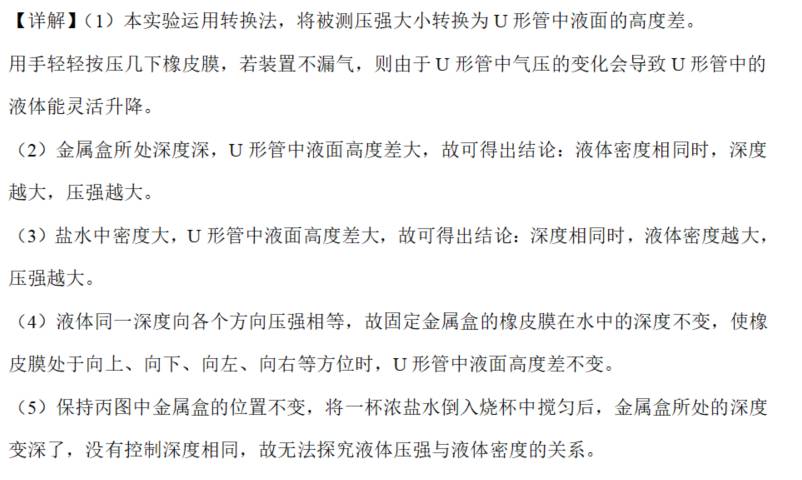 【详解】（1）本实验运用转换法，将被测压强大小转换为 U 形管中液面的高度差。
用手轻轻按压几下橡皮膜，若装置不漏气，则由于 U 形管中气压的变化会导致 U 形管中的
液体能灵活升降。
（2）金属盒所处深度深，U 形管中液面高度差大，故可得出结论：液体密度相同时，深度
越大，压强越大。
（3）盐水中密度大，U 形管中液面高度差大，故可得出结论：深度相同时，液体密度越大，
压强越大。
（4）液体同一深度向各个方向压强相等，故固定金属盒的橡皮膜在水中的深度不变，使橡
皮膜处于向上、向下、向左、向右等方位时，U 形管中液面高度差不变。
（5）保持丙图中金属盒的位置不变，将一杯浓盐水倒入烧杯中搅匀后，金属盒所处的深度
变深了，没有控制深度相同，故无法探究液体压强与液体密度的关系。